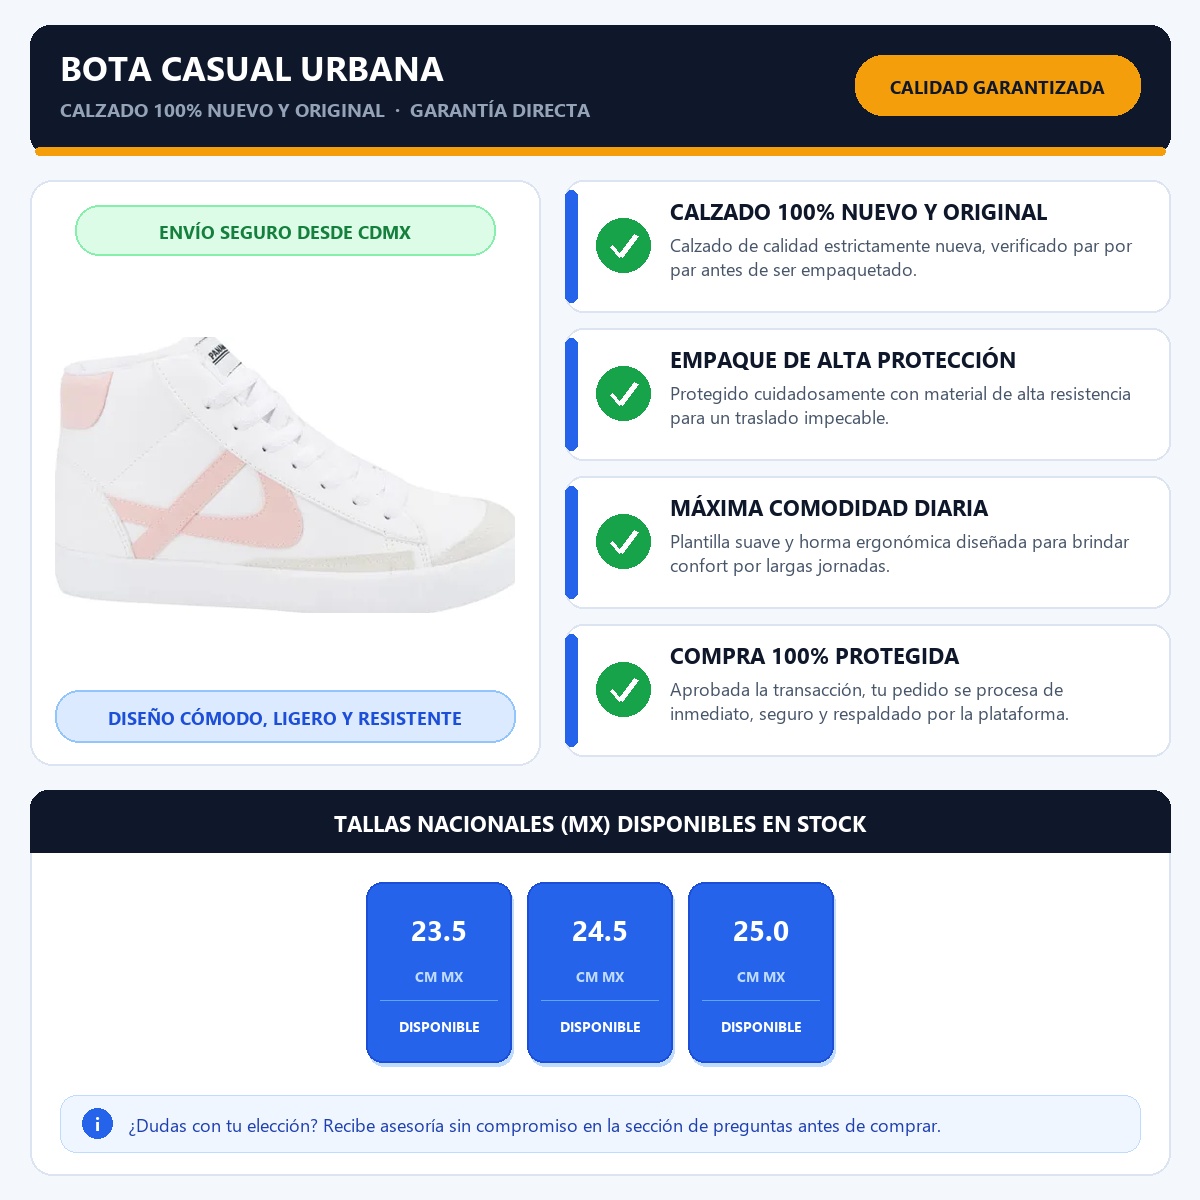 BOTA CASUAL URBANA
CALZADO 100% NUEVO Y ORIGINAL · GARANTÍA DIRECTA
CALIDAD GARANTIZADA
ENVÍO SEGURO DESDE CDMX
DISEÑO CÓMODO, LIGERO Y RESISTENTE
CALZADO 100% NUEVO Y ORIGINAL
Calzado de calidad estrictamente nueva, verificado par por
par antes de ser empaquetado.
EMPAQUE DE ALTA PROTECCIÓN
Protegido cuidadosamente con material de alta resistencia
para un traslado impecable.
MÁXIMA COMODIDAD DIARIA
Plantilla suave y horma ergonómica diseñada para brindar
confort por largas jornadas.
COMPRA 100% PROTEGIDA
Aprobada la transacción, tu pedido se procesa de
inmediato, seguro y respaldado por la plataforma.
TALLAS NACIONALES (MX) DISPONIBLES EN STOCK
23.5
CM MX
DISPONIBLE
24.5
CM MX
DISPONIBLE
25.0
CM MX
DISPONIBLE
¿Dudas con tu elección? Recibe asesoría sin compromiso en la sección de preguntas antes de comprar.